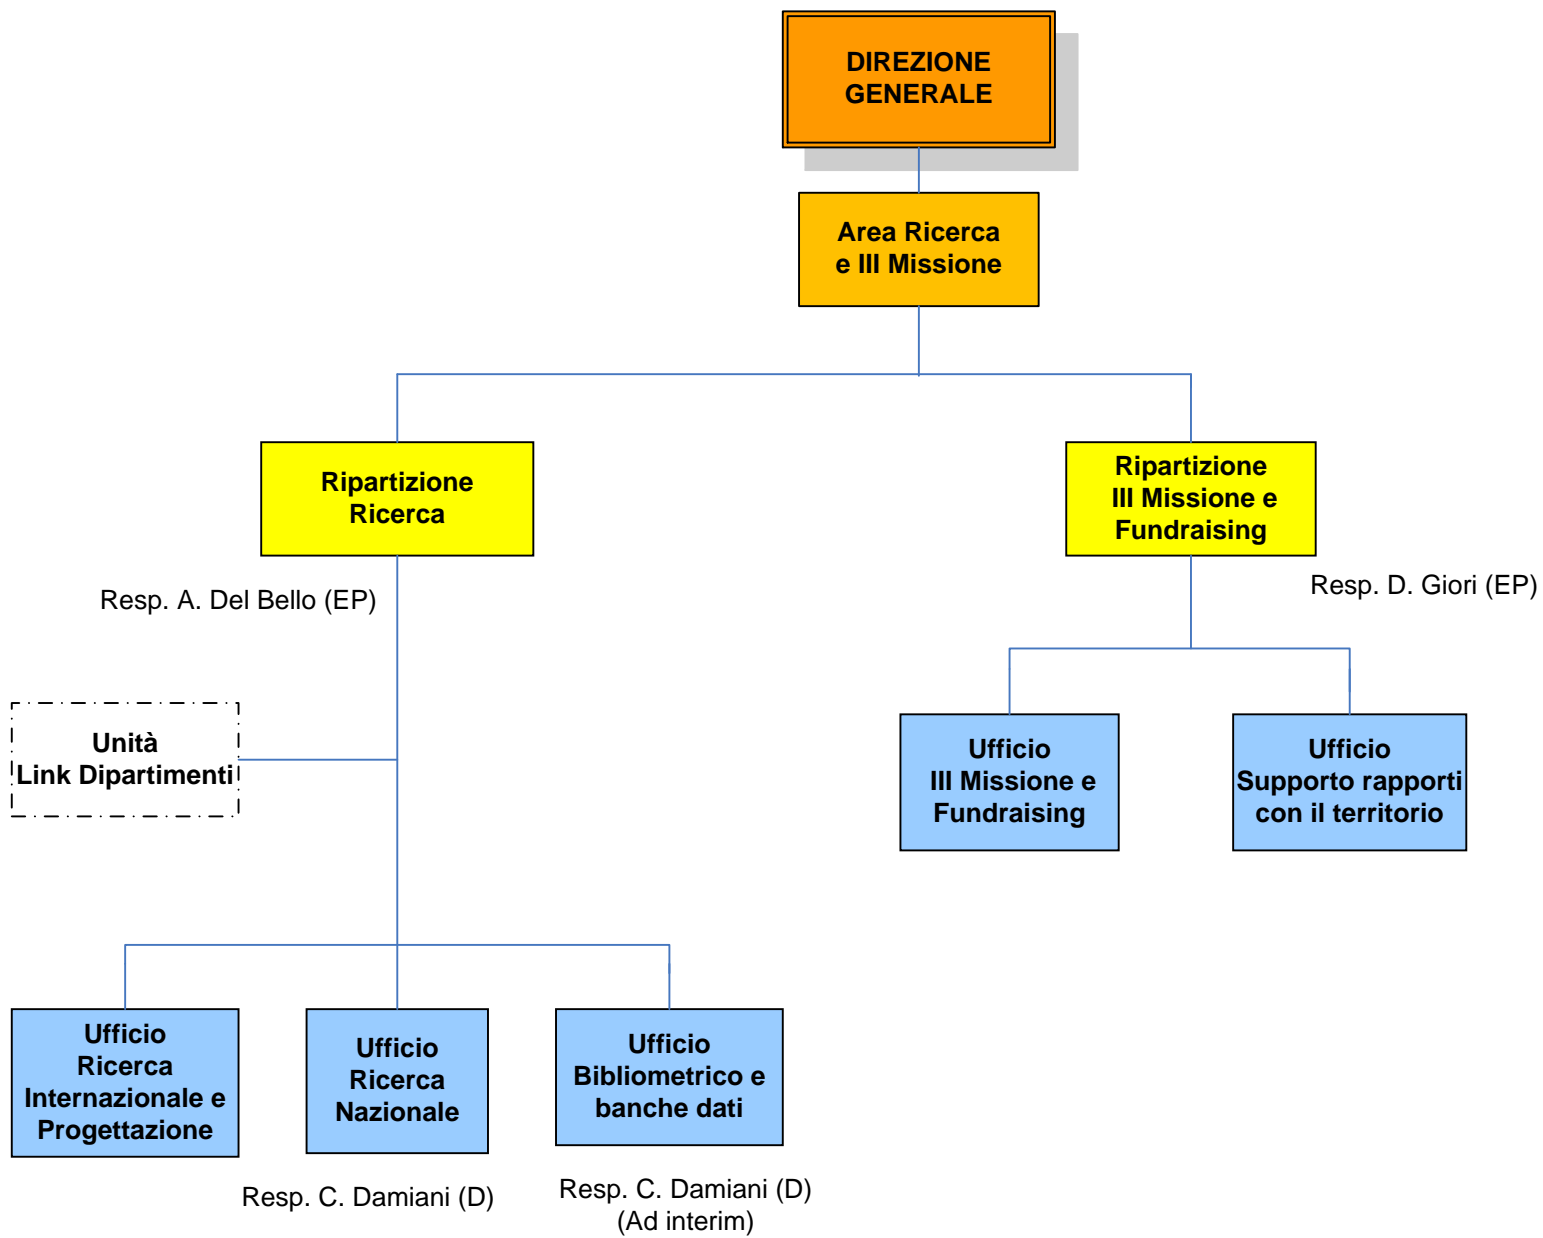 DIREZIONE
GENERALE
Area Ricerca
e III Missione
Ripartizione
Ricerca
Ripartizione
III Missione e
Fundraising
Resp. A. Del Bello (EP)
Resp. D. Giori (EP)
Unità
Link Dipartimenti
Ufficio
III Missione e
Fundraising
Ufficio
Supporto rapporti
con il territorio
Ufficio
Ricerca
Internazionale e
Progettazione
Ufficio
Ricerca
Nazionale
Ufficio
Bibliometrico e
banche dati
Resp. C. Damiani (D)
Resp. C. Damiani (D)
(Ad interim)